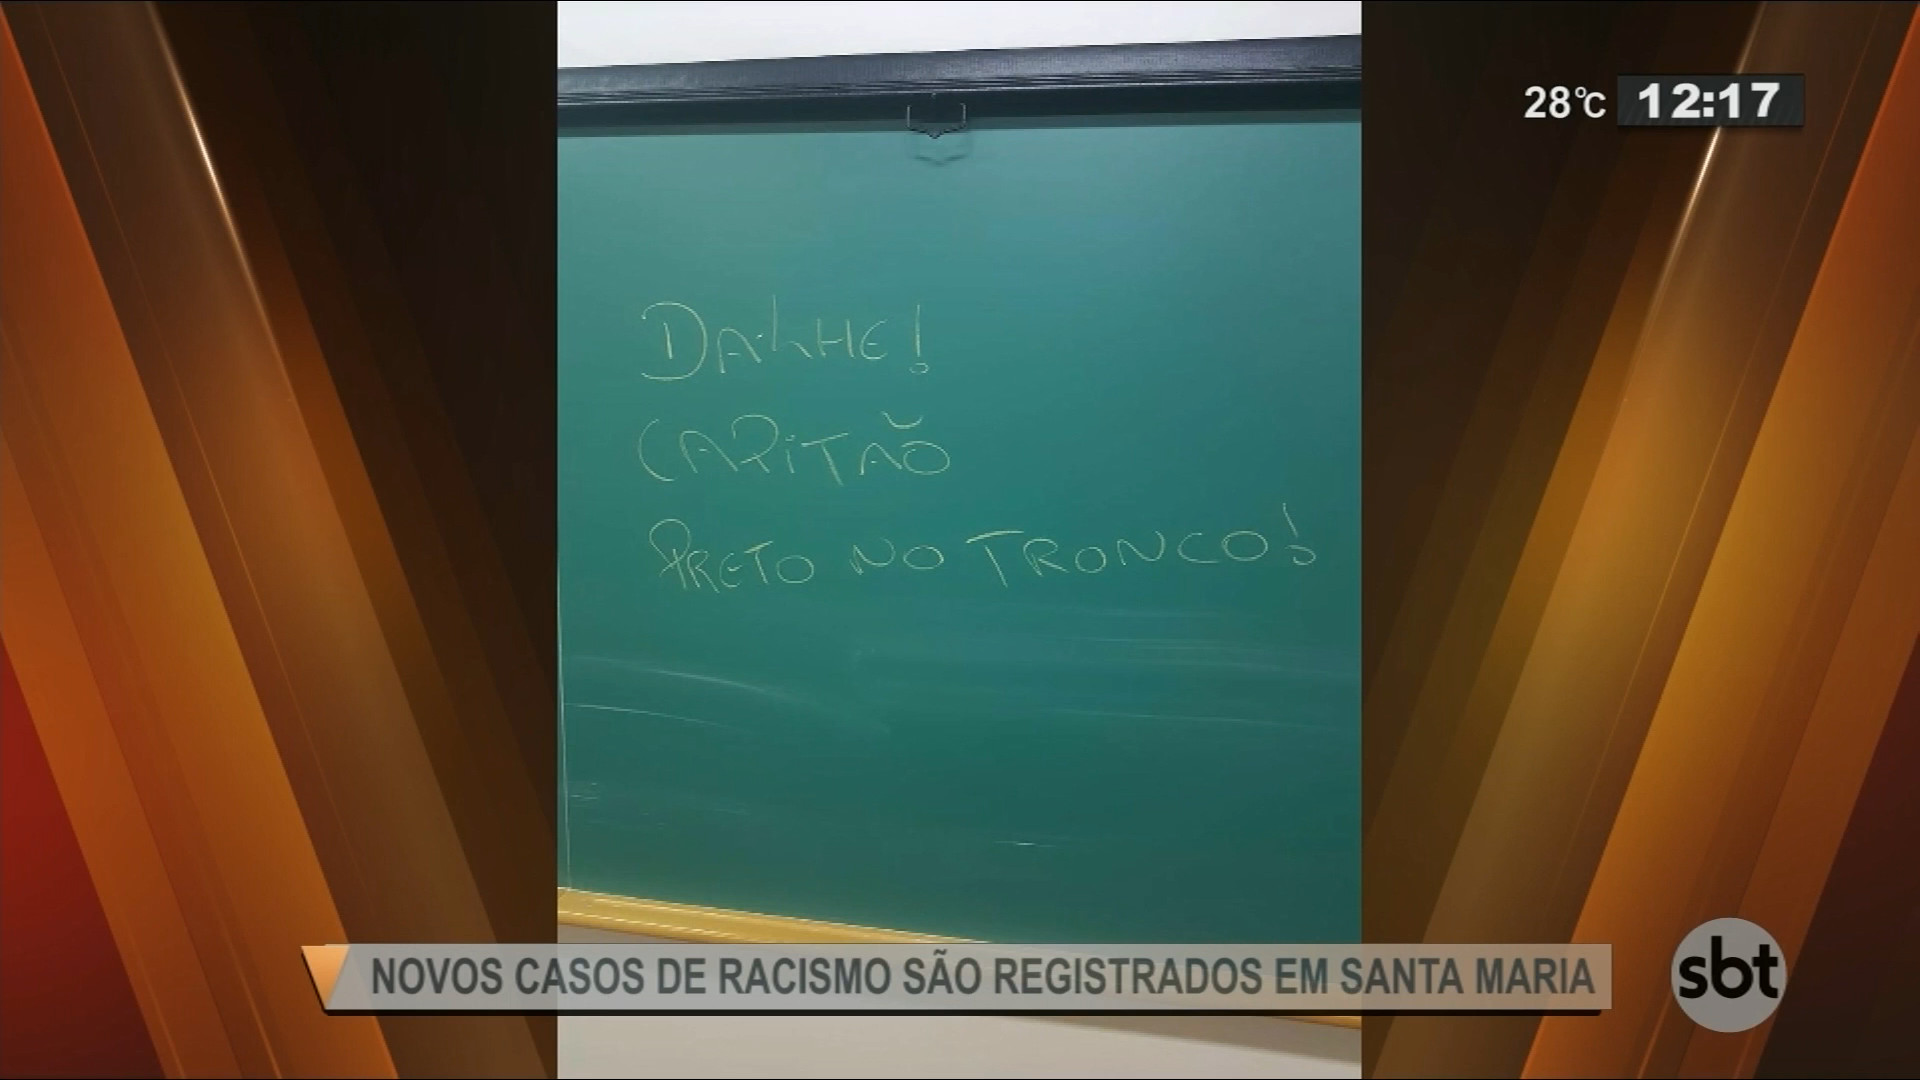 28°C 12:17
DALHE!
CAPITÃO
PRETO NO TRONCO!
NOVOS CASOS DE RACISMO SÃO REGISTRADOS EM SANTA MARIA
sbt